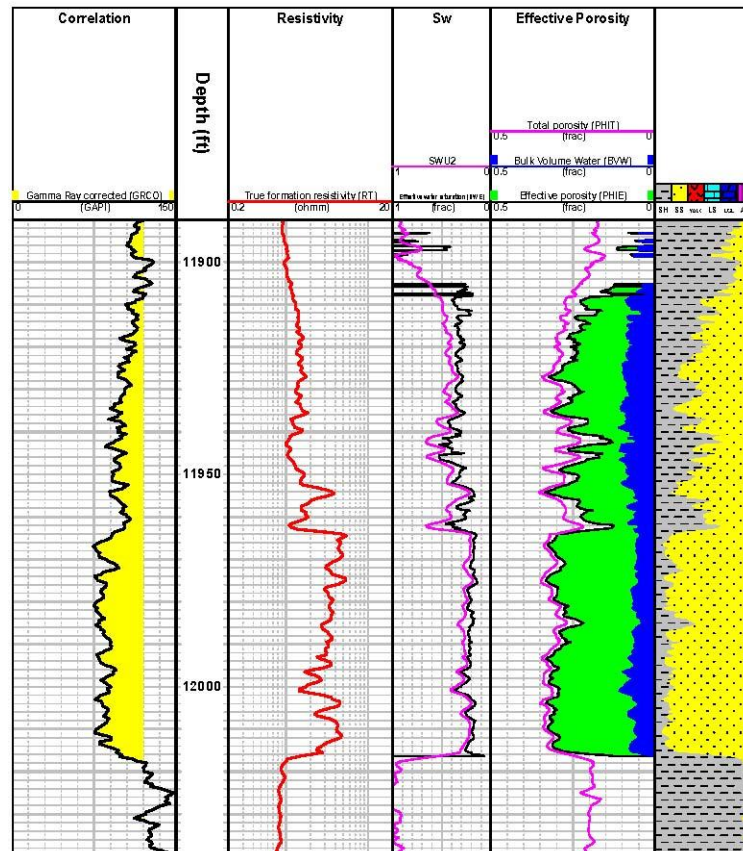 Correlation
Depth (ft)
Resistivity
Sw
Effective Porosity
Total porosity (PHIT)
0.5 (frac) 0
SWU2
1 0
Bulk Volume Water (BVW)
0.5 (frac) 0
Gamma Ray corrected (GRCO)
0 (GAPI) 150
True formation resistivity (RT)
0.2 (ohmm) 20
1 (frac) 0
Effective porosity (PHIE)
0.5 (frac) 0
SH SS LS
11900
11950
12000